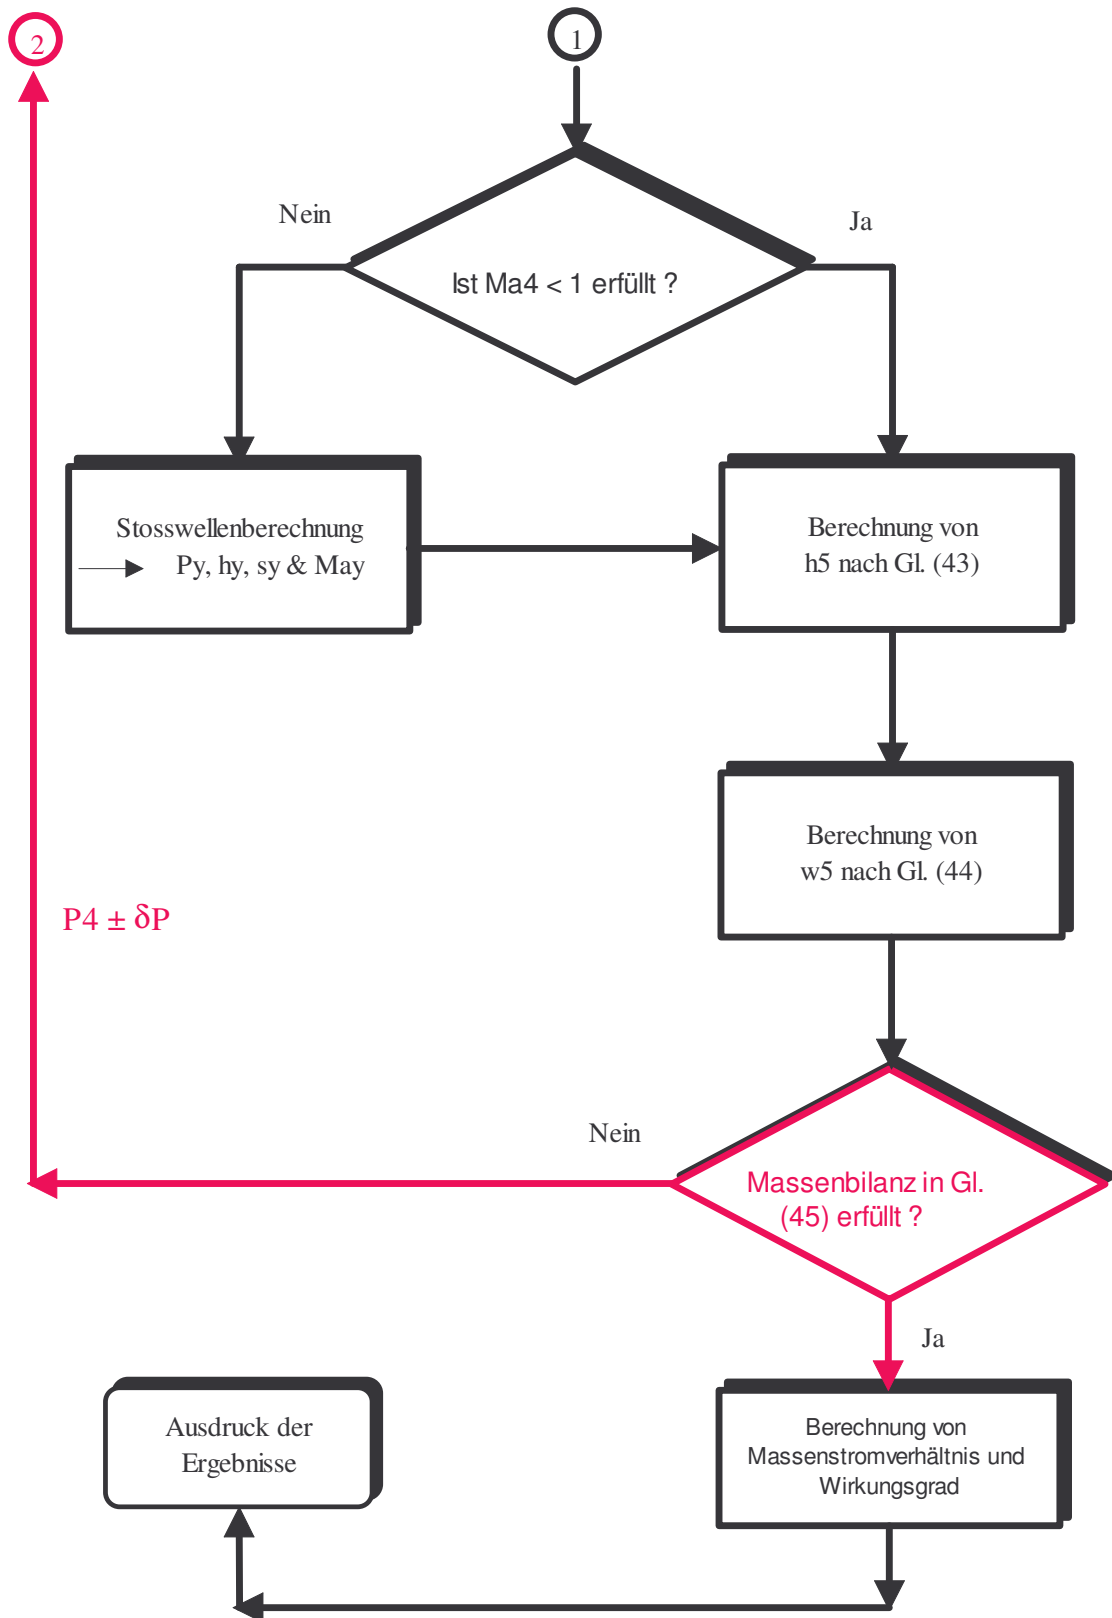 2
1
Nein
Ja
Ist Ma4 < 1 erfüllt ?
Stosswellenberechnung
Py, hy, sy & May
Berechnung von
h5 nach Gl. (43)
Berechnung von
w5 nach Gl. (44)
P4 ± δP
Nein
Massenbilanz in Gl.
(45) erfüllt ?
Ja
Ausdruck der
Ergebnisse
Berechnung von
Massenstromverhältnis und
Wirkungsgrad